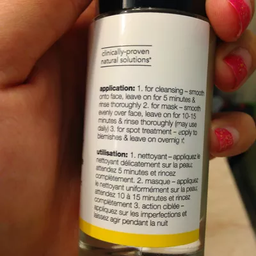 clinically-proven
natural solutions*
application: 1. for cleansing – smooth
onto face, leave on for 5 minutes &
rinse thoroughly 2. for mask – smooth
evenly over face, leave on for 10-15
minutes & rinse thoroughly (may use
daily) 3. for spot treatment - apply to
blemishes & leave on overnight
utilisation: 1. nettoyant – appliquez le
nettoyant délicatement sur la peau.
attendez 5 minutes et rincez
complètement. 2. masque – appliquez
le nettoyant uniformément sur la peau.
attendez 10 à 15 minutes et rincez
complètement 3. action ciblée -
appliquez sur les imperfections et
laissez agir pendant la nuit